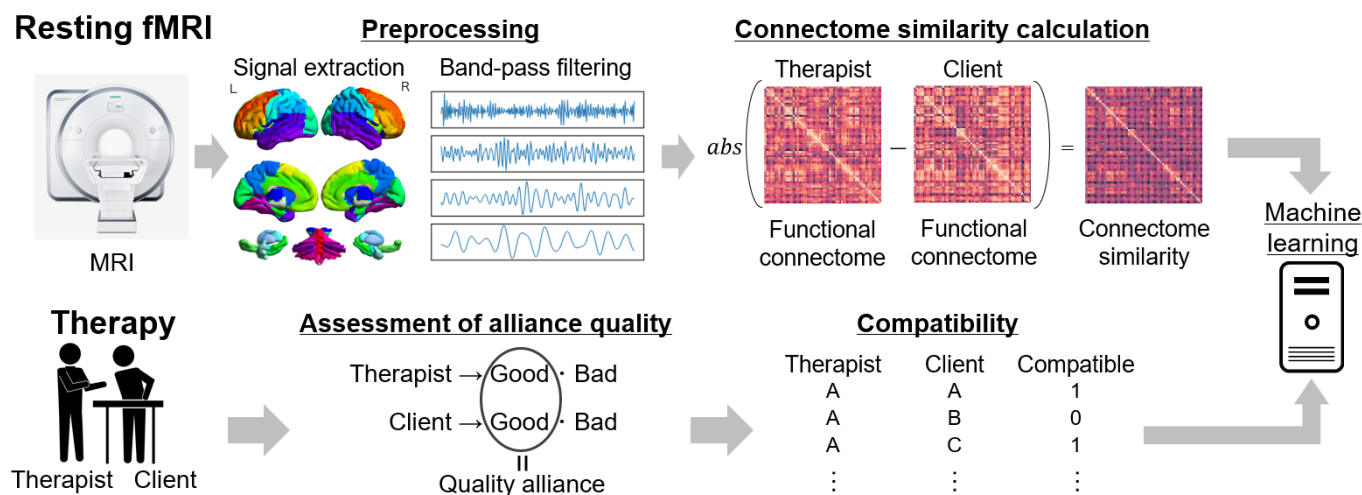 Resting fMRI
Preprocessing
Connectome similarity calculation
Signal extraction
Band-pass filtering
L
R
Therapist
Client
abs
−
=
MRI
Functional
connectome
Functional
connectome
Connectome
similarity
Machine
learning
Therapy
Assessment of alliance quality
Compatibility
Therapist → Good · Bad
Client → Good · Bad
=
Quality alliance
Therapist Client
Therapist Client Compatible
A A 1
A B 0
A C 1
⋮ ⋮ ⋮